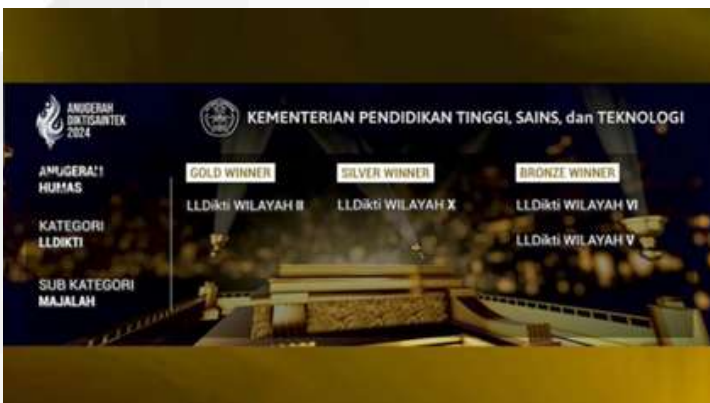 ANUGERAH
DIKTISAINTEK
2024
KEMENTERIAN PENDIDIKAN TINGGI, SAINS, dan TEKNOLOGI
ANUGERAH
HUMAS
KATEGORI
LLDIKTI
SUB KATEGORI
MAJALAH
GOLD WINNER
LLDikti WILAYAH II
SILVER WINNER
LLDikti WILAYAH X
BRONZE WINNER
LLDikti WILAYAH VI
LLDikti WILAYAH V